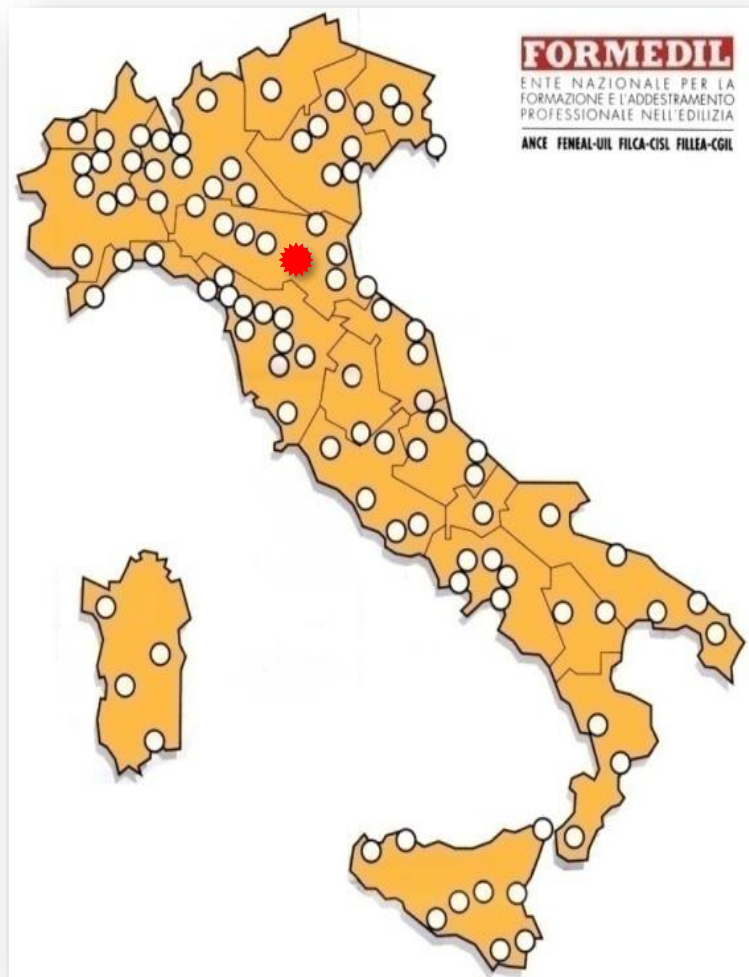 FORMEDIL
ENTE NAZIONALE PER LA
FORMAZIONE E L'ADDESTRAMENTO
PROFESSIONALE NELL'EDILIZIA
ANCE FENEAL-UIL FILCA-CISL FILLEA-CGIL